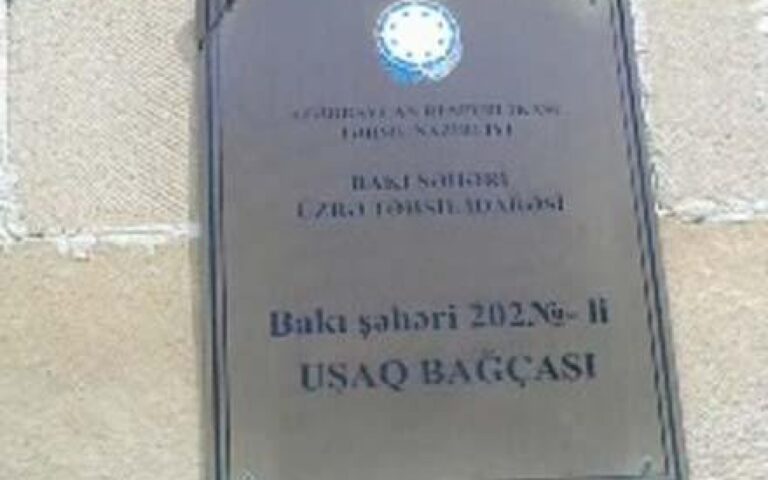 AZƏRBAYCAN RESPUBLİKASI
TƏHSİL NAZİRLİYİ
BAKI ŞƏHƏRİ
ÜZRƏ TƏHSİL İDARƏSİ
Bakı şəhəri 202№- li
UŞAQ BAĞÇASI